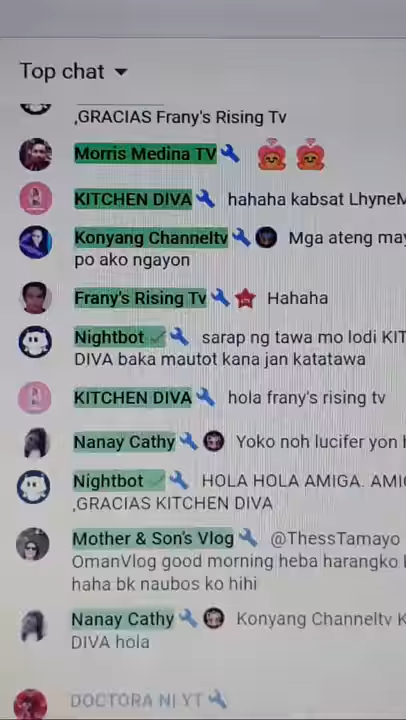 Top chat
,GRACIAS Frany's Rising Tv
Morris Medina TV
KITCHEN DIVA hahaha kabsat LhyneM
Konyang Channeltv Mga ateng may
po ako ngayon
Frany's Rising Tv Hahaha
Nightbot sarap ng tawa mo lodi KIT
DIVA baka mautot kana jan katatawa
KITCHEN DIVA hola frany's rising tv
Nanay Cathy Yoko noh lucifer yon
Nightbot HOLA HOLA AMIGA. AMIG
,GRACIAS KITCHEN DIVA
Mother & Son's Vlog @ThessTamayo
OmanVlog good morning heba harangko
haha bk naubos ko hihi
Nanay Cathy Konyang Channeltv K
DIVA hola
DOCTORA NI YT